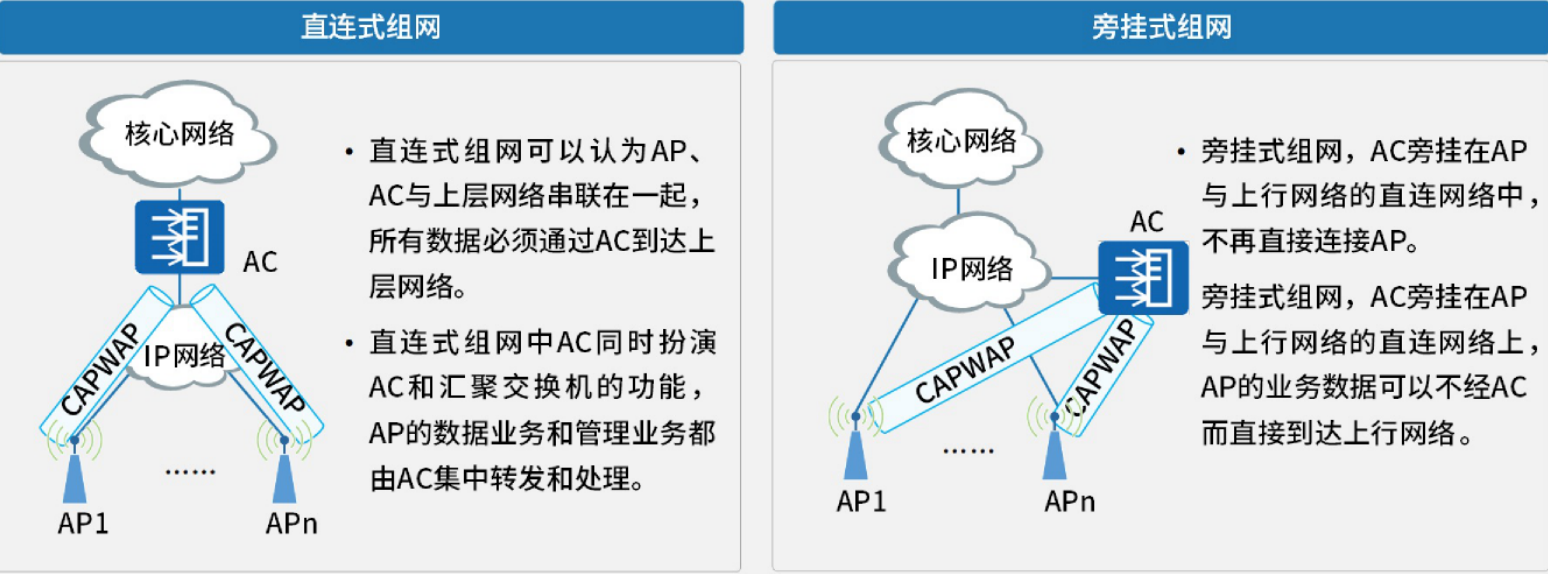 直连式组网
核心网络
AC
CAPWAP
CAPWAP
IP网络
……
AP1
APn
• 直连式组网可以认为AP、
AC与上层网络串联在一起，
所有数据必须通过AC到达上
层网络。
• 直连式组网中AC同时扮演
AC和汇聚交换机的功能，
AP的数据业务和管理业务都
由AC集中转发和处理。
旁挂式组网
核心网络
AC
IP网络
CAPWAP
CAPWAP
……
AP1
APn
• 旁挂式组网，AC旁挂在AP
与上行网络的直连网络中，
不再直接连接AP。
旁挂式组网，AC旁挂在AP
与上行网络的直连网络上，
AP的业务数据可以不经AC
而直接到达上行网络。